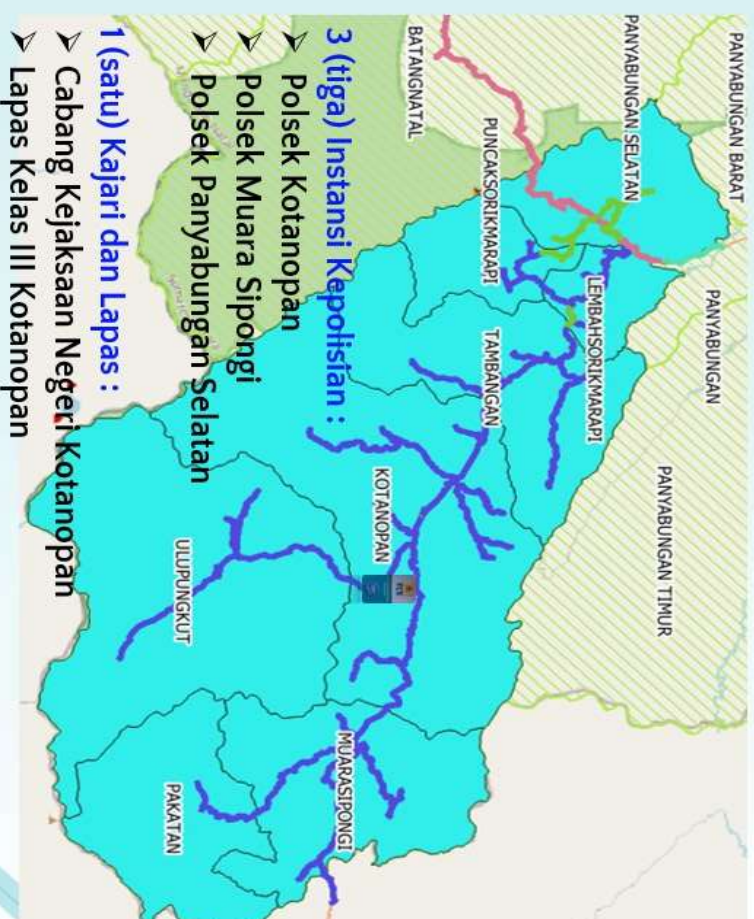 PANYABUNGAN BARAT
PANYABUNGAN
PANYABUNGAN TIMUR
PANYABUNGAN SELATAN
LEMBAHSORIKMARAPI
BATANGNATAL
PUNCAKSORIKMARAPI
TAMBANGAN
KOTANOPAN
MUARASIPONGI
ULUPUNGKUT
PAKATAN
3 (tiga) Instansi Kepolisian :
➢ Polsek Kotanopan
➢ Polsek Muara Sipongi
➢ Polsek Panyabungan Selatan
1 (satu) Kajari dan Lapas :
➢ Cabang Kejaksaan Negeri Kotanopan
➢ Lapas Kelas III Kotanopan